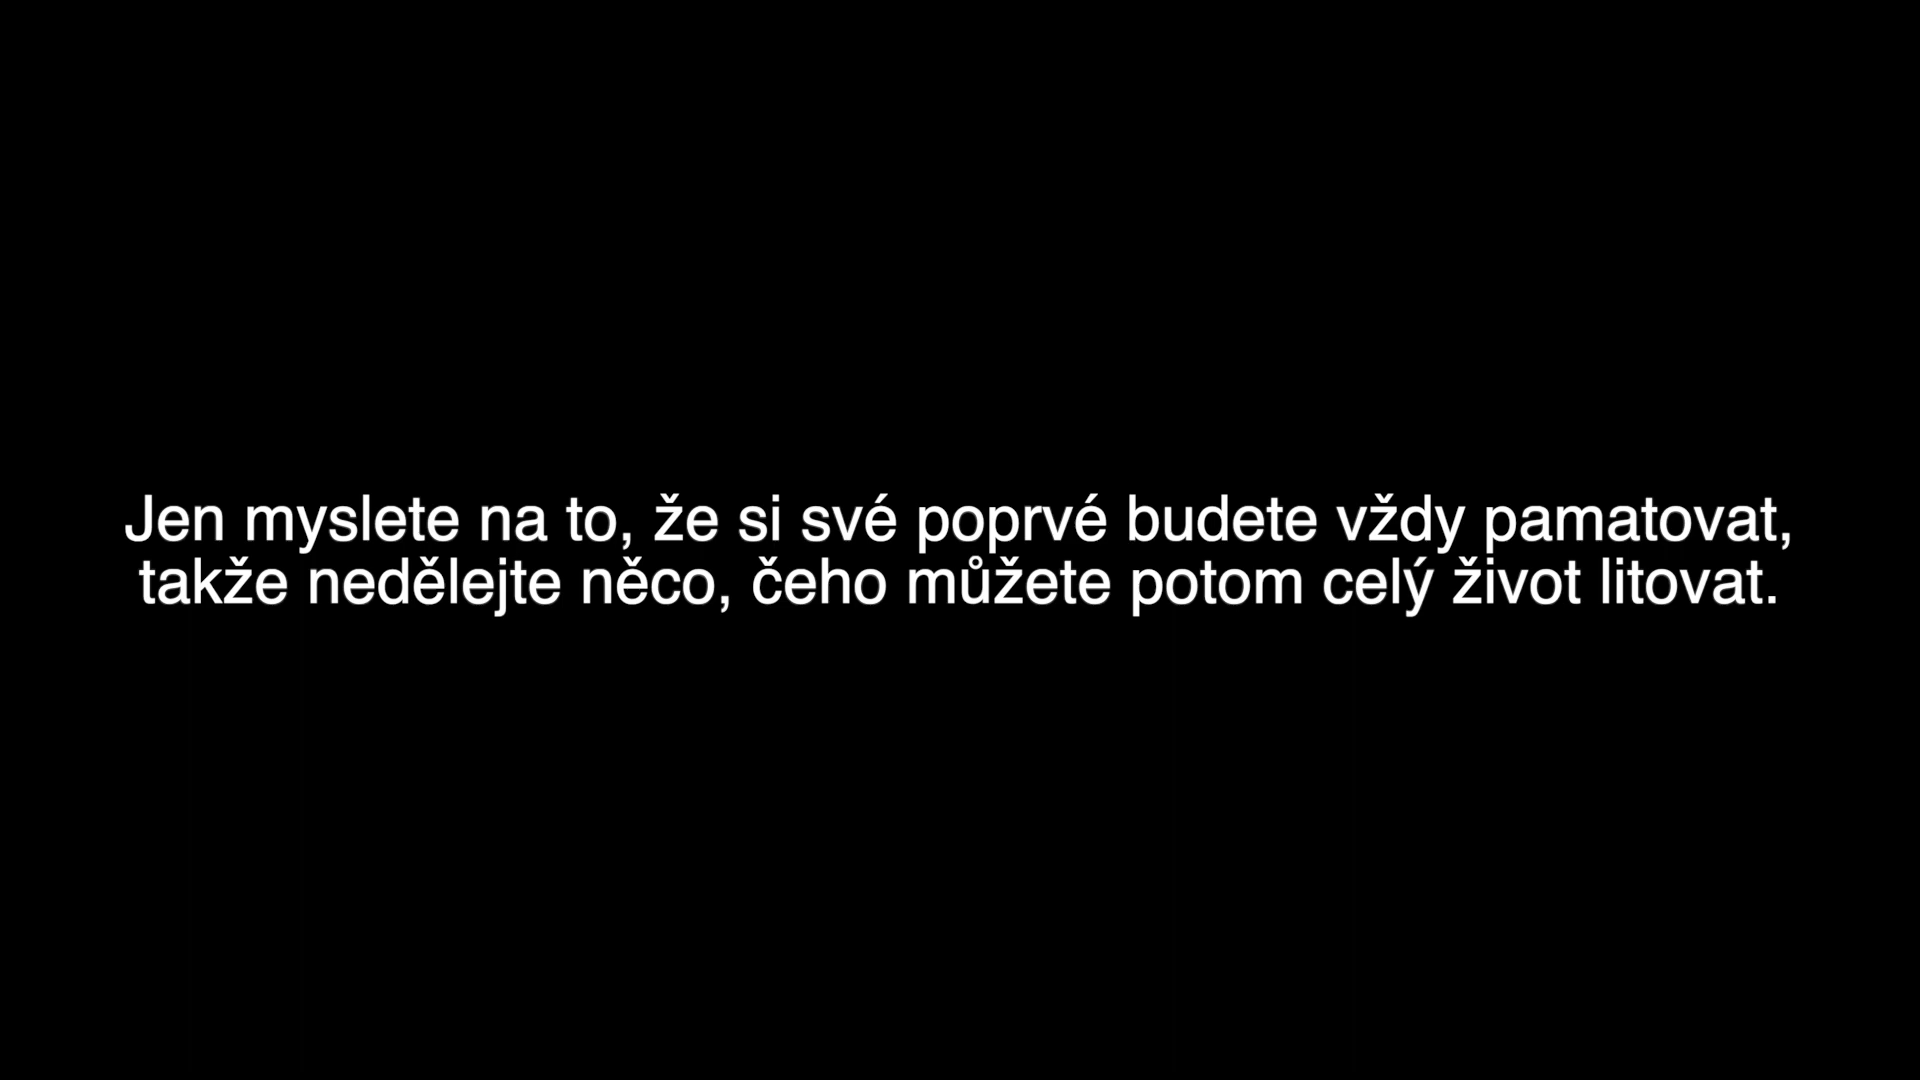 Jen myslete na to, že si své poprvé budete vždy pamatovat,
takže nedělejte něco, čeho můžete potom celý život litovat.